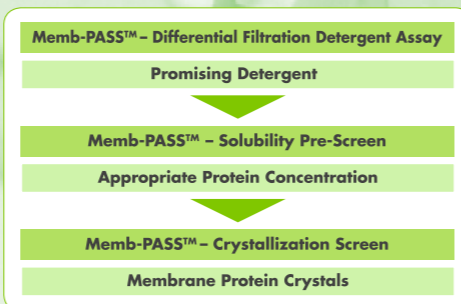 Memb-PASS™ – Differential Filtration Detergent Assay
Promising Detergent
Memb-PASS™ – Solubility Pre-Screen
Appropriate Protein Concentration
Memb-PASS™ – Crystallization Screen
Membrane Protein Crystals